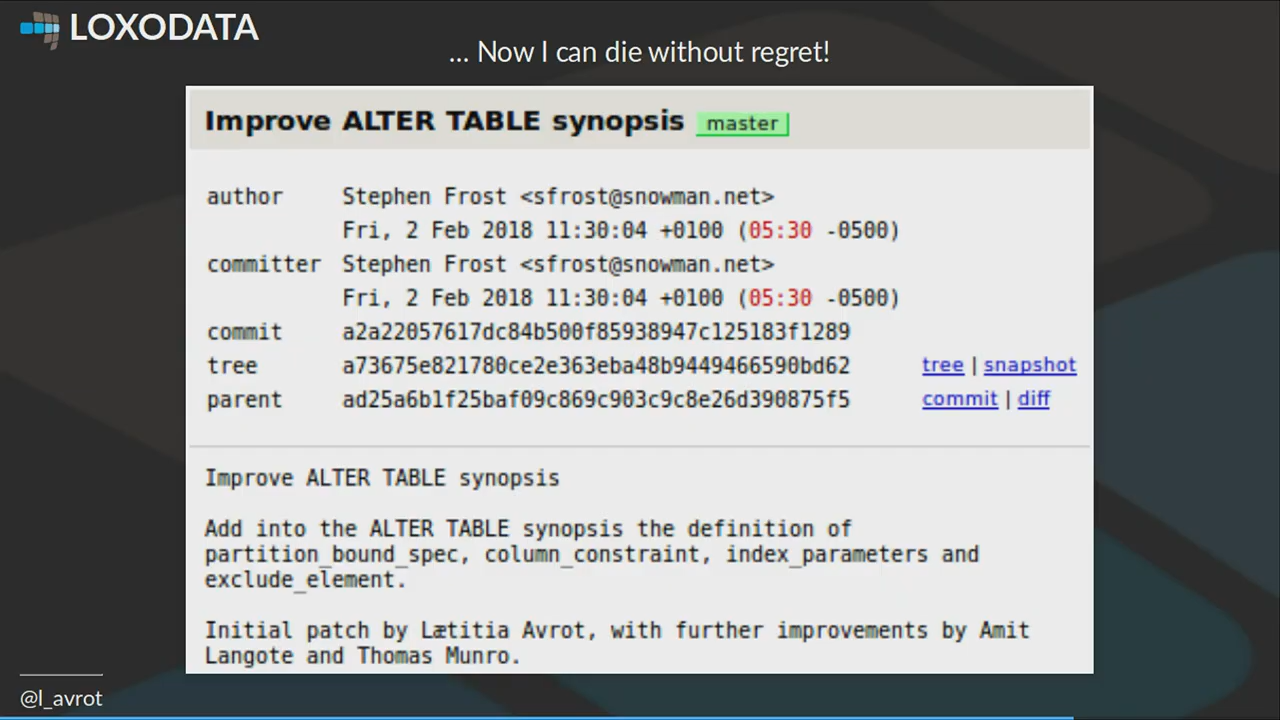 LOXODATA
... Now I can die without regret!
Improve ALTER TABLE synopsis master
author Stephen Frost <sfrost@snowman.net>
Fri, 2 Feb 2018 11:30:04 +0100 (05:30 -0500)
committer Stephen Frost <sfrost@snowman.net>
Fri, 2 Feb 2018 11:30:04 +0100 (05:30 -0500)
commit a2a22057617dc84b500f85938947c125183f1289
tree a73675e821780ce2e363eba48b9449466590bd62 tree | snapshot
parent ad25a6b1f25baf09c869c903c9c8e26d390875f5 commit | diff
Improve ALTER TABLE synopsis
Add into the ALTER TABLE synopsis the definition of
partition_bound_spec, column_constraint, index_parameters and
exclude_element.
Initial patch by Lætitia Avrot, with further improvements by Amit
Langote and Thomas Munro.
@l_avrot